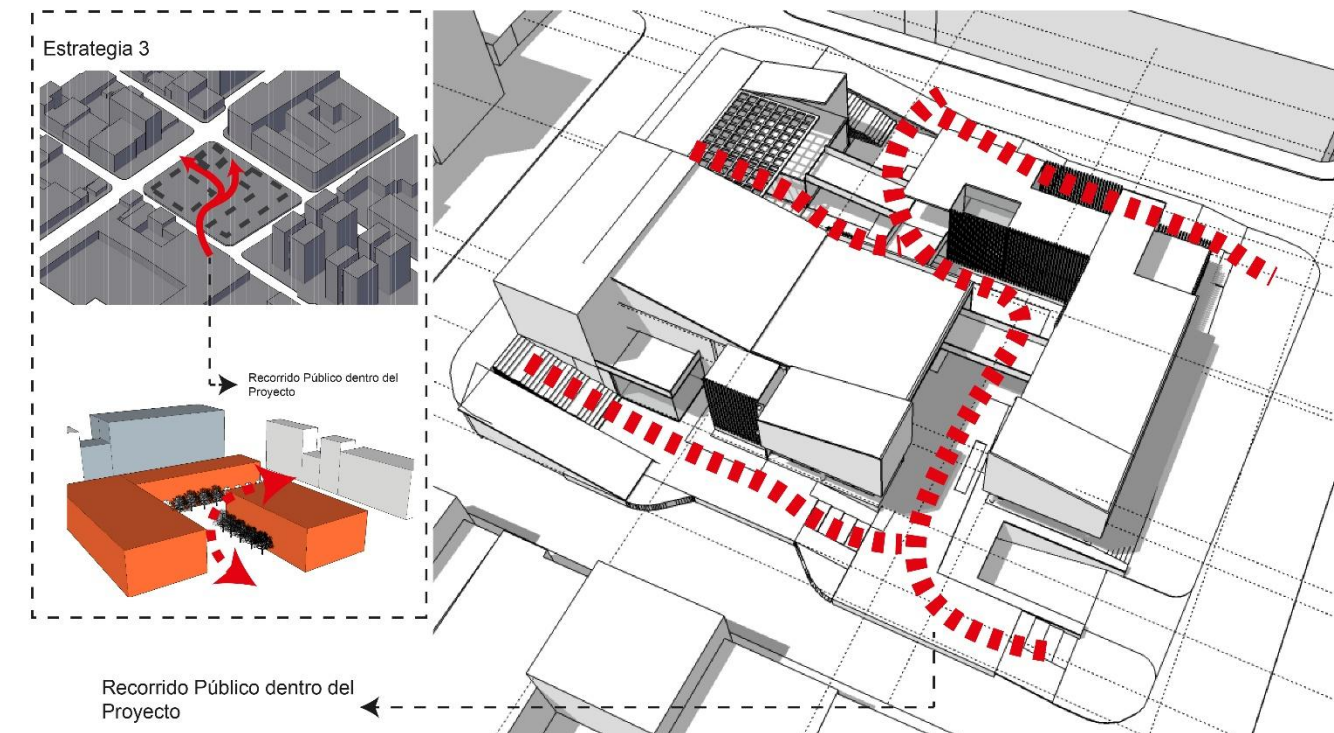 Estrategia 3
Recorrido Público dentro del
Proyecto
Recorrido Público dentro del
Proyecto